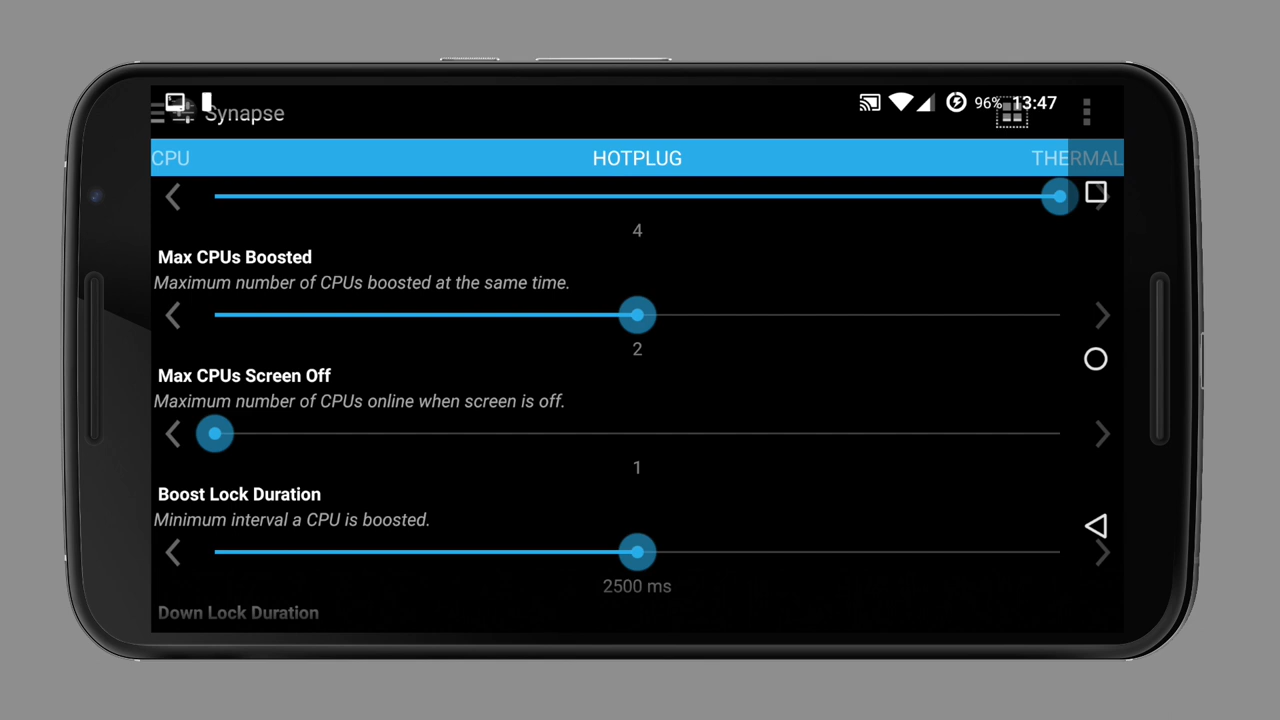 Synapse
96% 13:47
CPU HOTPLUG THERMAL
4
Max CPUs Boosted
Maximum number of CPUs boosted at the same time.
2
Max CPUs Screen Off
Maximum number of CPUs online when screen is off.
1
Boost Lock Duration
Minimum interval a CPU is boosted.
2500 ms
Down Lock Duration